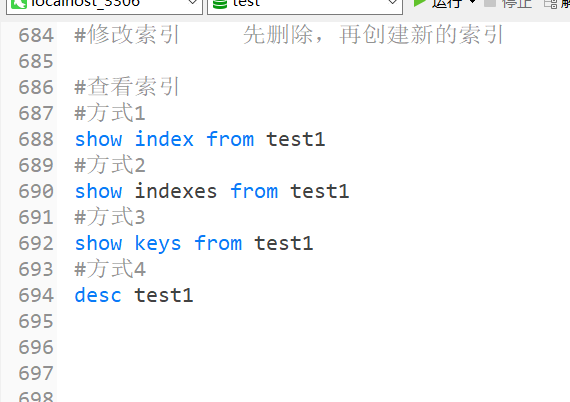 localhost_3306 test 运行 停止
684 #修改索引 先删除，再创建新的索引
685
686 #查看索引
687 #方式1
688 show index from test1
689 #方式2
690 show indexes from test1
691 #方式3
692 show keys from test1
693 #方式4
694 desc test1
695
696
697
698